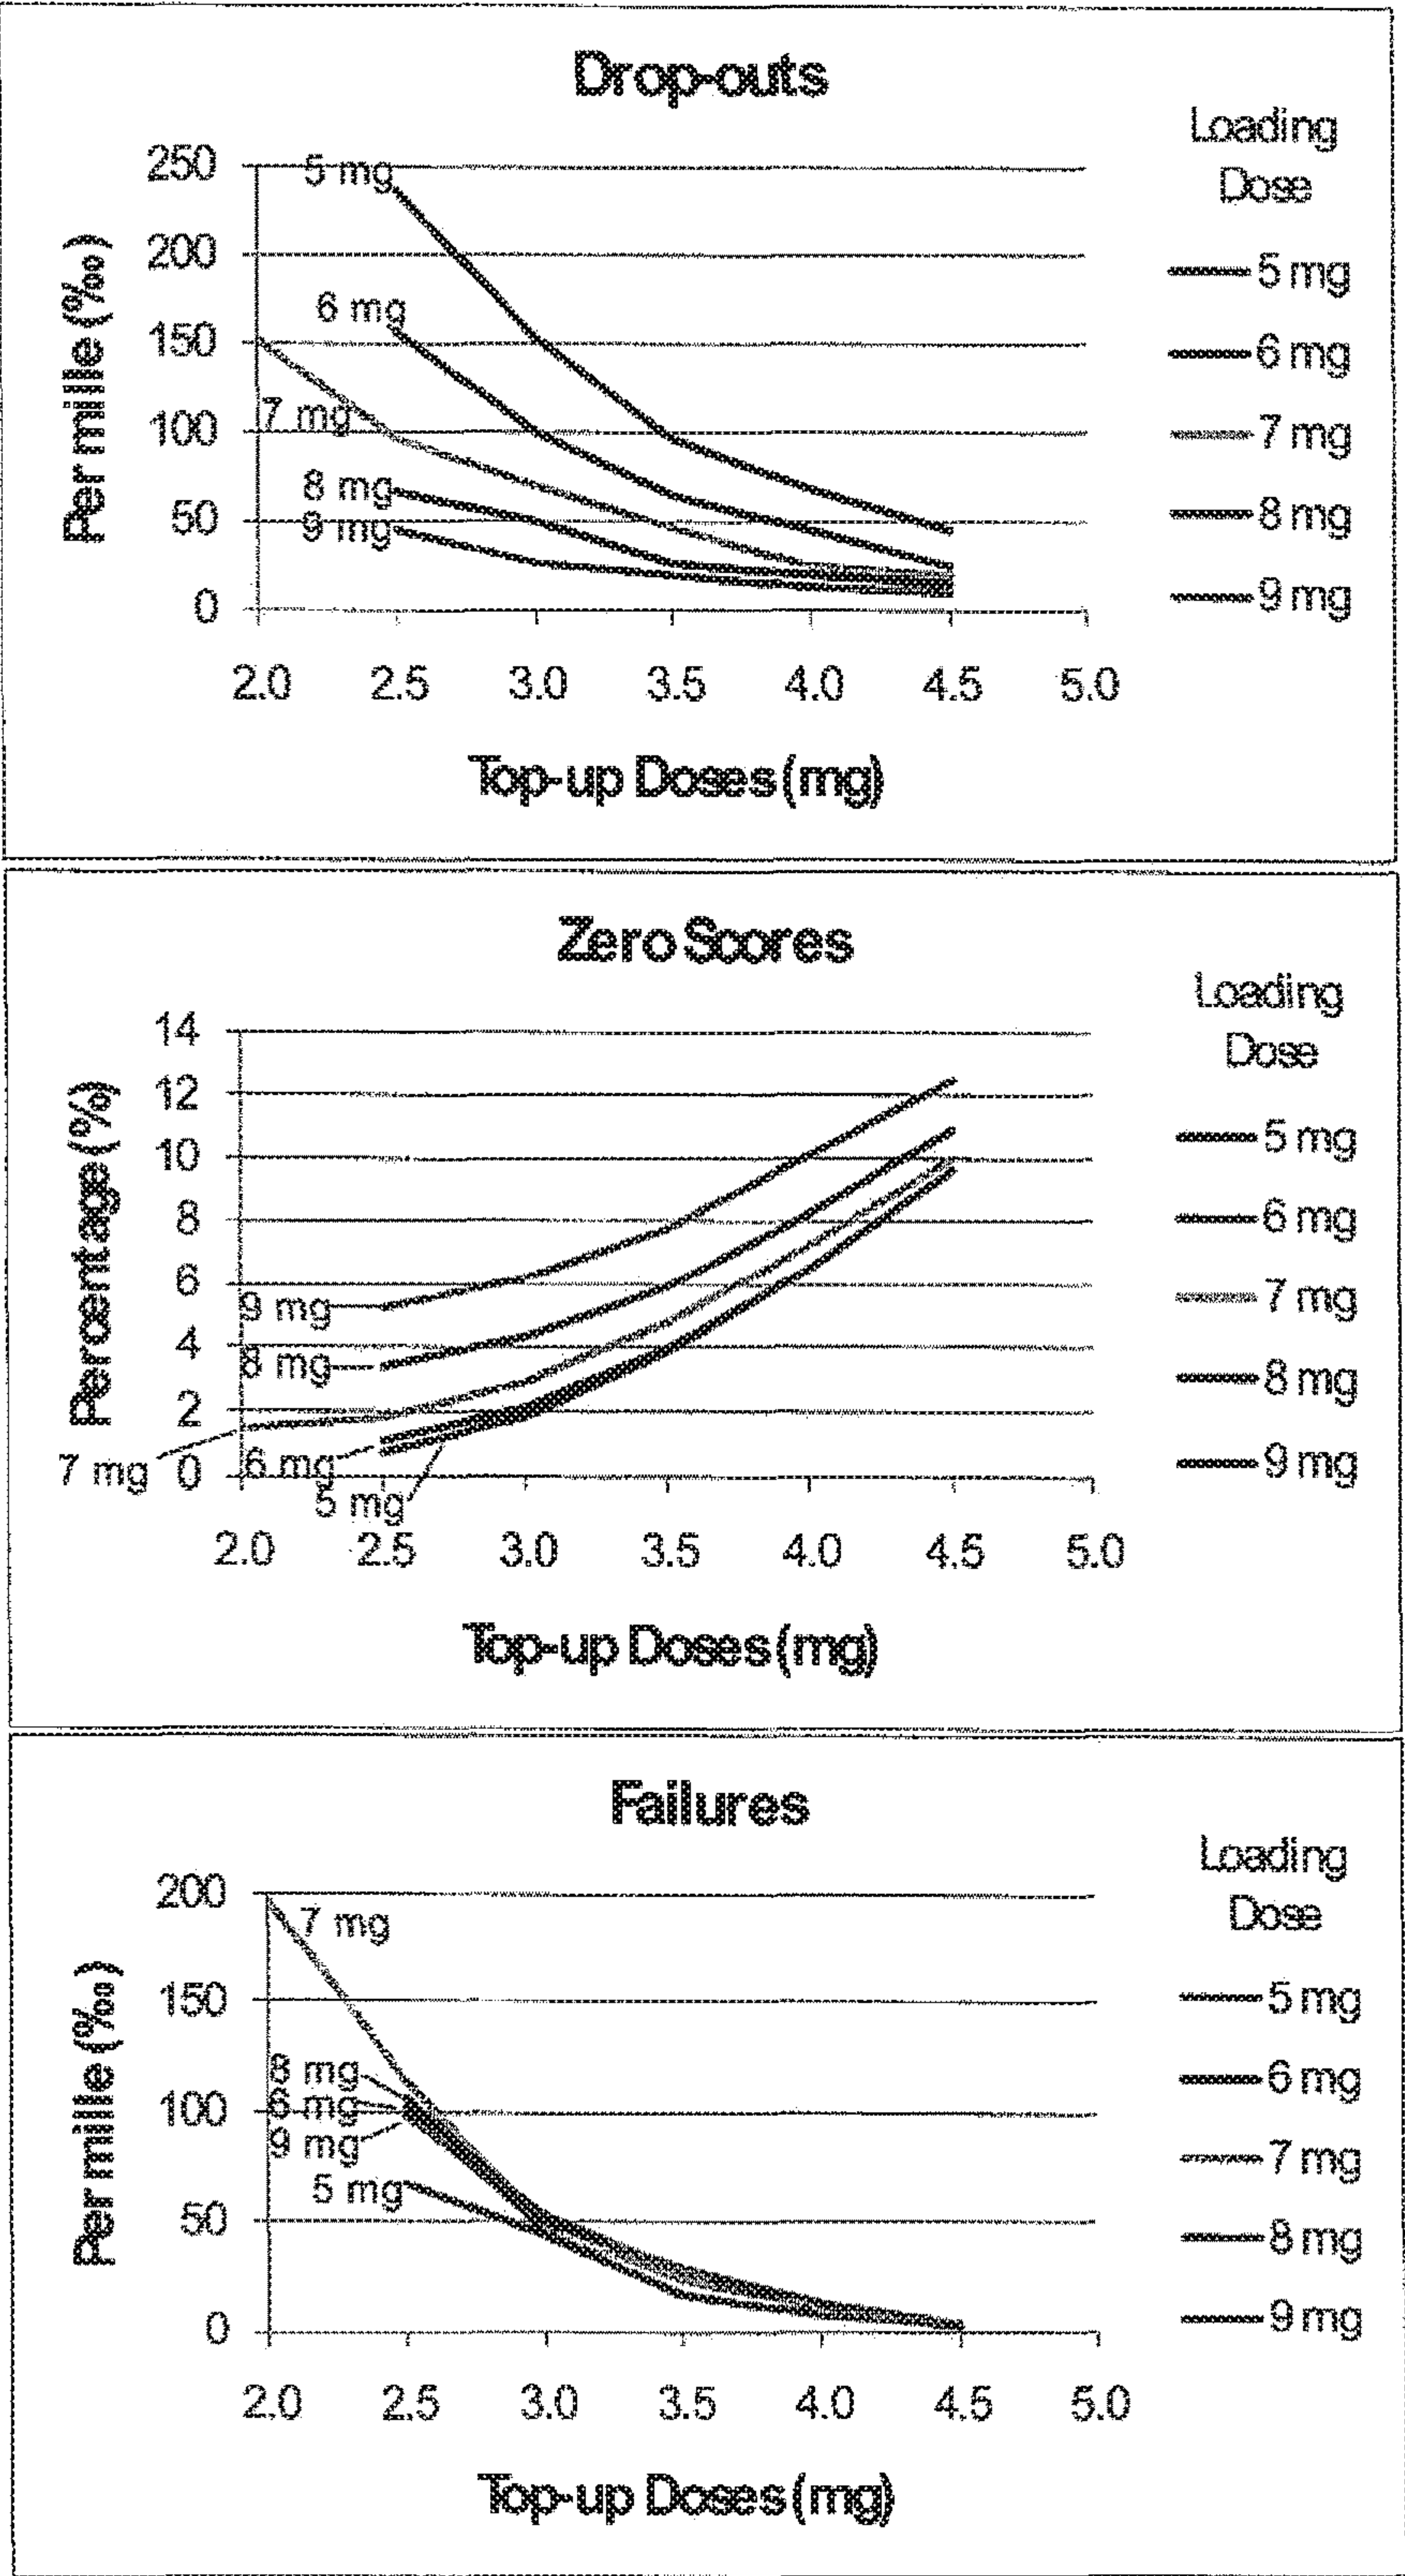 Drop-outs
Per mille (‰)
250
200
150
100
50
0
5 mg
6 mg
7 mg
8 mg
9 mg
2.0 2.5 3.0 3.5 4.0 4.5 5.0
Top-up Doses (mg)
Loading
Dose
5 mg
6 mg
7 mg
8 mg
9 mg
Zero Scores
Percentage (%)
14
12
10
8
6
4
2
0
9 mg
8 mg
7 mg
6 mg
5 mg
2.0 2.5 3.0 3.5 4.0 4.5 5.0
Top-up Doses (mg)
Loading
Dose
5 mg
6 mg
7 mg
8 mg
9 mg
Failures
Per mille (‰)
200
150
100
50
0
7 mg
8 mg
6 mg
9 mg
5 mg
2.0 2.5 3.0 3.5 4.0 4.5 5.0
Top-up Doses (mg)
Loading
Dose
5 mg
6 mg
7 mg
8 mg
9 mg